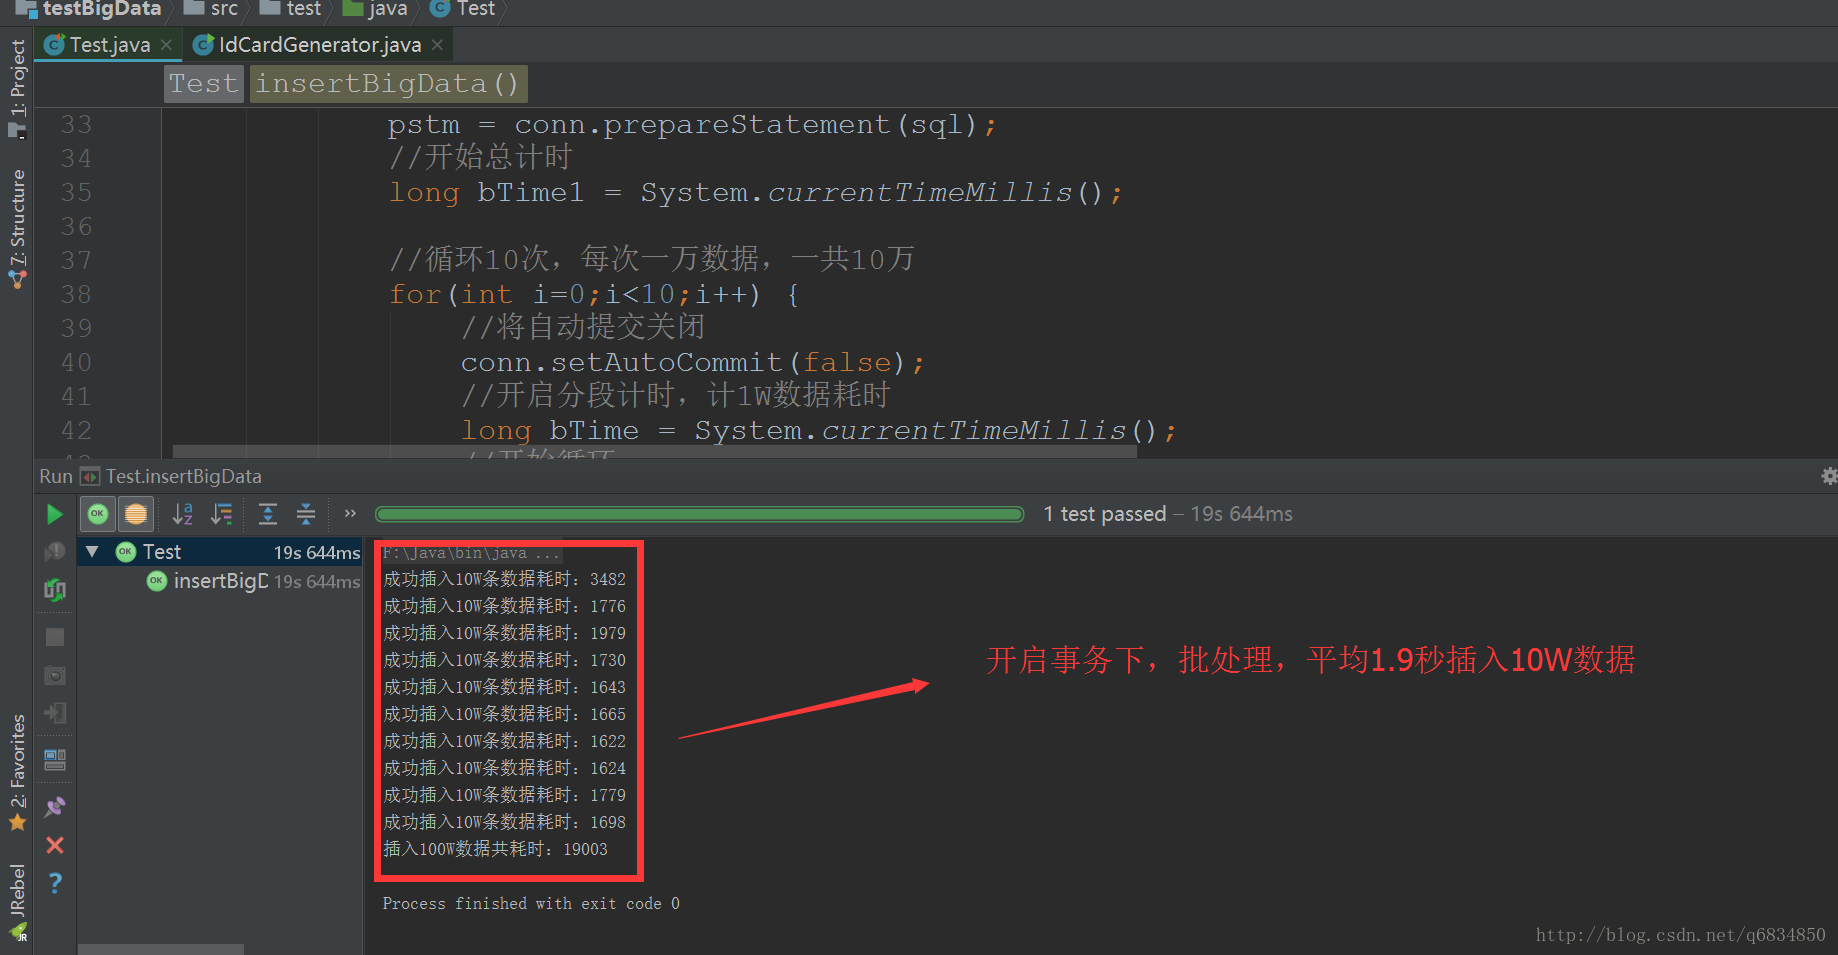 testBigData src test java Test
Test.java IdCardGenerator.java
Test insertBigData()
1: Project
7: Structure
2: Favorites
JRebel
33 pstm = conn.prepareStatement(sql);
34 //开始总计时
35 long bTime1 = System.currentTimeMillis();
36
37 //循环10次，每次一万数据，一共10万
38 for(int i=0;i<10;i++) {
39 //将自动提交关闭
40 conn.setAutoCommit(false);
41 //开启分段计时，计1W数据耗时
42 long bTime = System.currentTimeMillis();
//开始循环
Run Test.insertBigData
1 test passed – 19s 644ms
Test 19s 644ms
insertBigD 19s 644ms
F:\Java\bin\java ...
成功插入10W条数据耗时：3482
成功插入10W条数据耗时：1776
成功插入10W条数据耗时：1979
成功插入10W条数据耗时：1730
成功插入10W条数据耗时：1643
成功插入10W条数据耗时：1665
成功插入10W条数据耗时：1622
成功插入10W条数据耗时：1624
成功插入10W条数据耗时：1779
成功插入10W条数据耗时：1698
插入100W数据共耗时：19003
开启事务下，批处理，平均1.9秒插入10W数据
Process finished with exit code 0
http://blog.csdn.net/q6834850